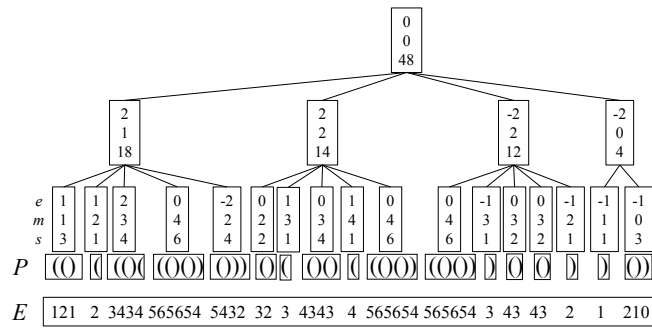 0
0
48
2 2 -2 -2
1 2 2 0
18 14 12 4
e 1 1 2 0 -2 0 1 0 1 0 0 -1 0 0 -1 -1 -1
m 1 2 3 4 2 2 3 3 4 4 4 3 3 3 2 1 0
s 3 1 4 6 4 2 1 4 1 6 6 1 2 2 1 1 3
P (() ( (()( (()()) ())) () ( ()() ( (()()) (()()) ) () () ) ) ())
E 121 2 3434 565654 5432 32 3 4343 4 565654 565654 3 43 43 2 1 210